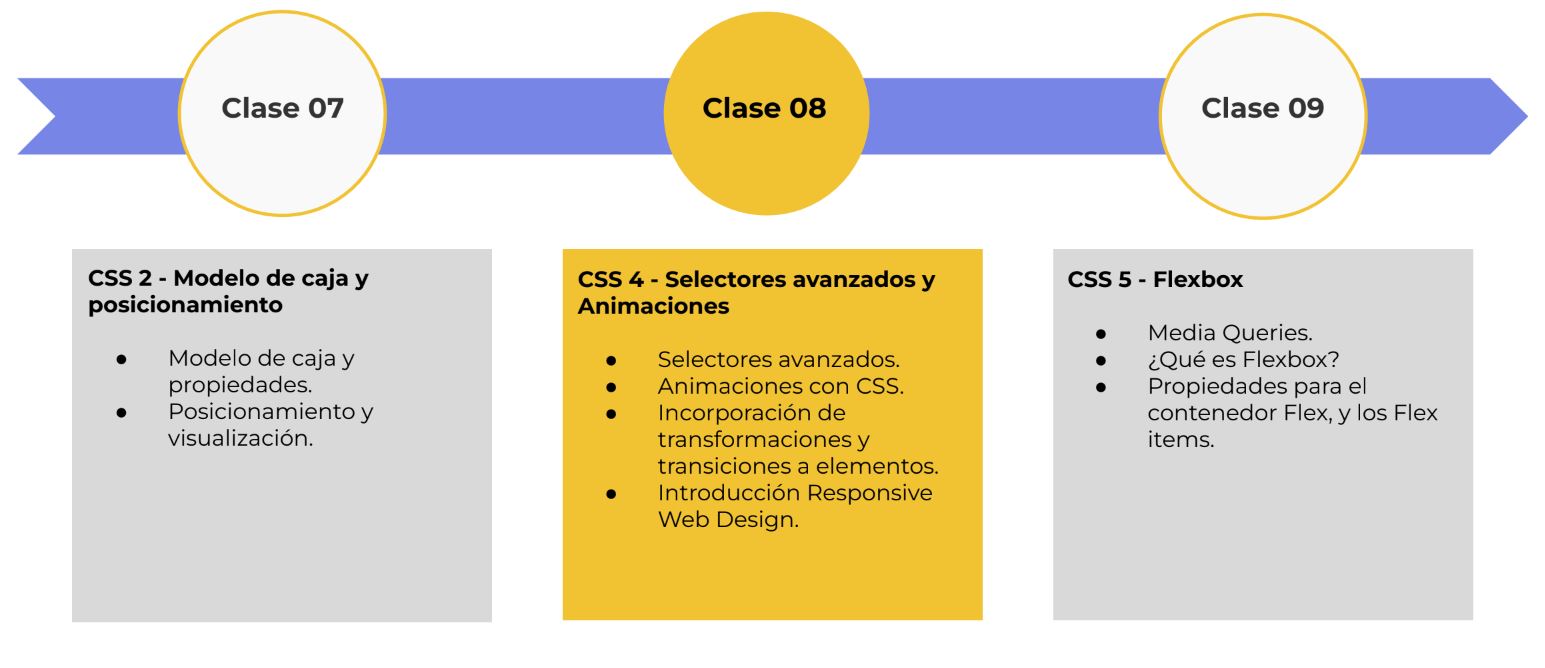 Clase 07
Clase 08
Clase 09
CSS 2 - Modelo de caja y
posicionamiento
● Modelo de caja y
propiedades.
● Posicionamiento y
visualización.
CSS 4 - Selectores avanzados y
Animaciones
● Selectores avanzados.
● Animaciones con CSS.
● Incorporación de
transformaciones y
transiciones a elementos.
● Introducción Responsive
Web Design.
CSS 5 - Flexbox
● Media Queries.
● ¿Qué es Flexbox?
● Propiedades para el
contenedor Flex, y los Flex
items.